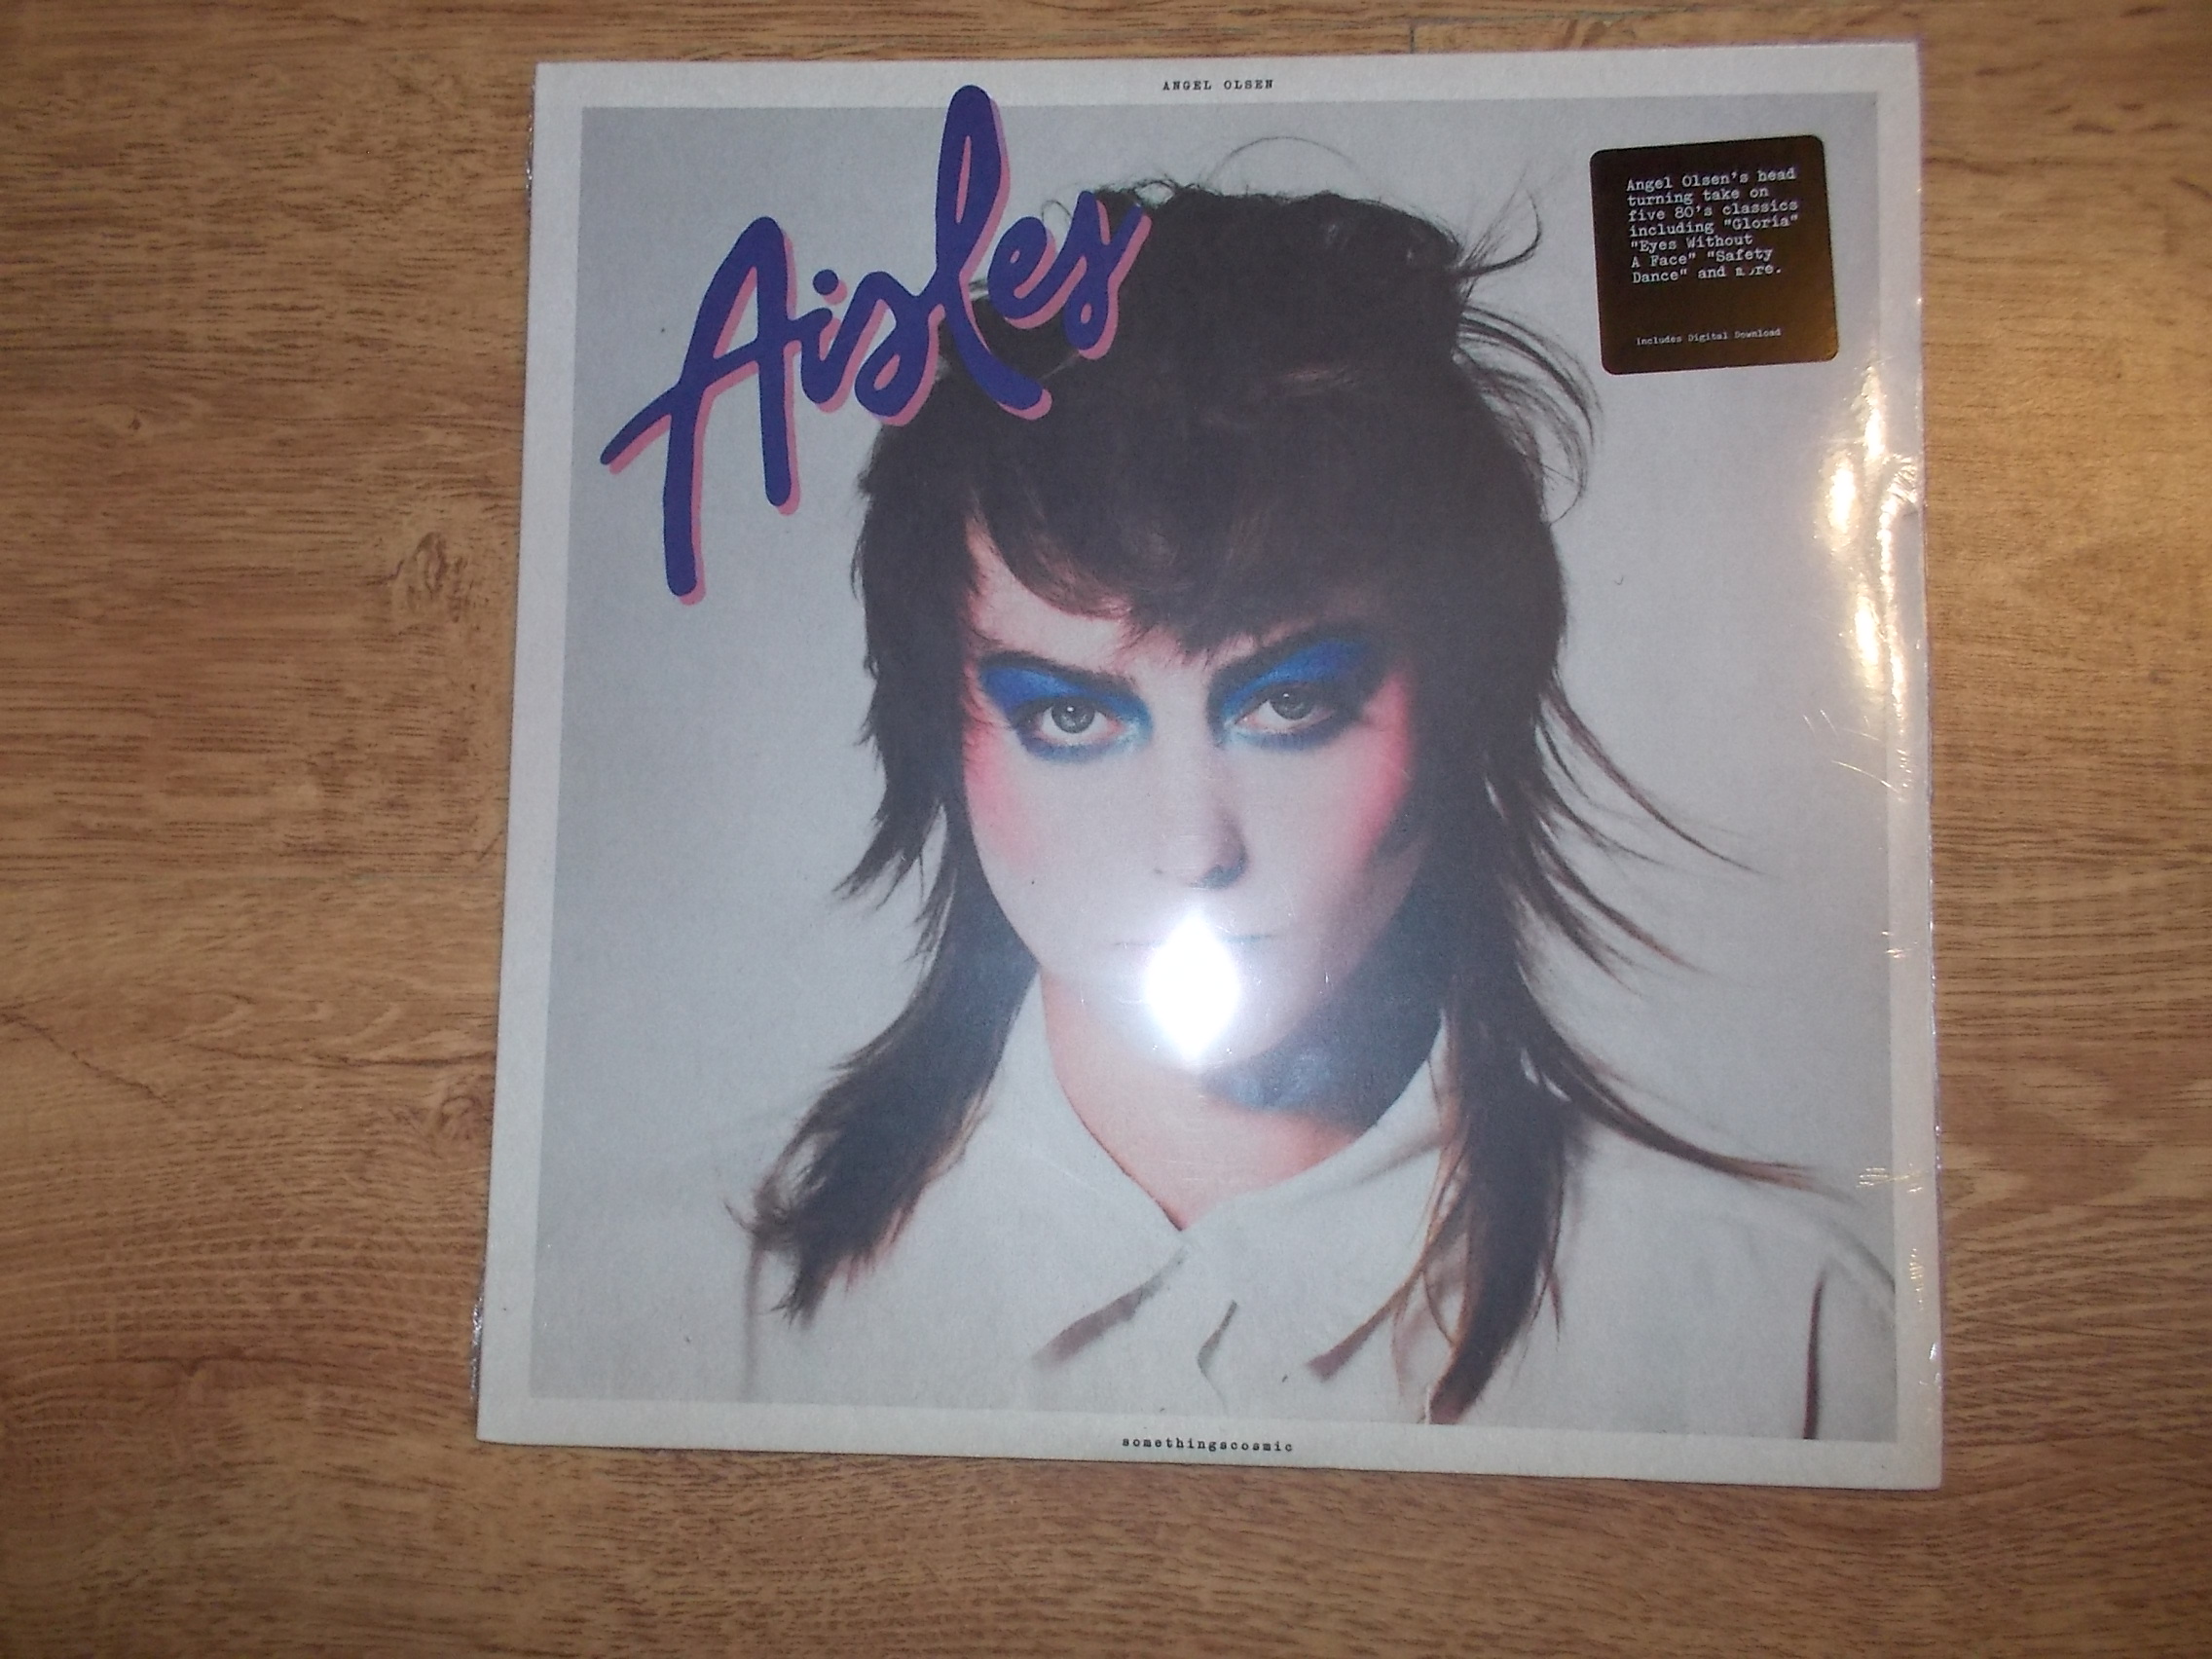 ANGEL OLSEN
Aisles
Angel Olsen's head
turning take on
five 80's classics
including "Gloria"
"Eyes Without
A Face" "Safety
Dance" and more.
Includes Digital Download
somethingscosmic